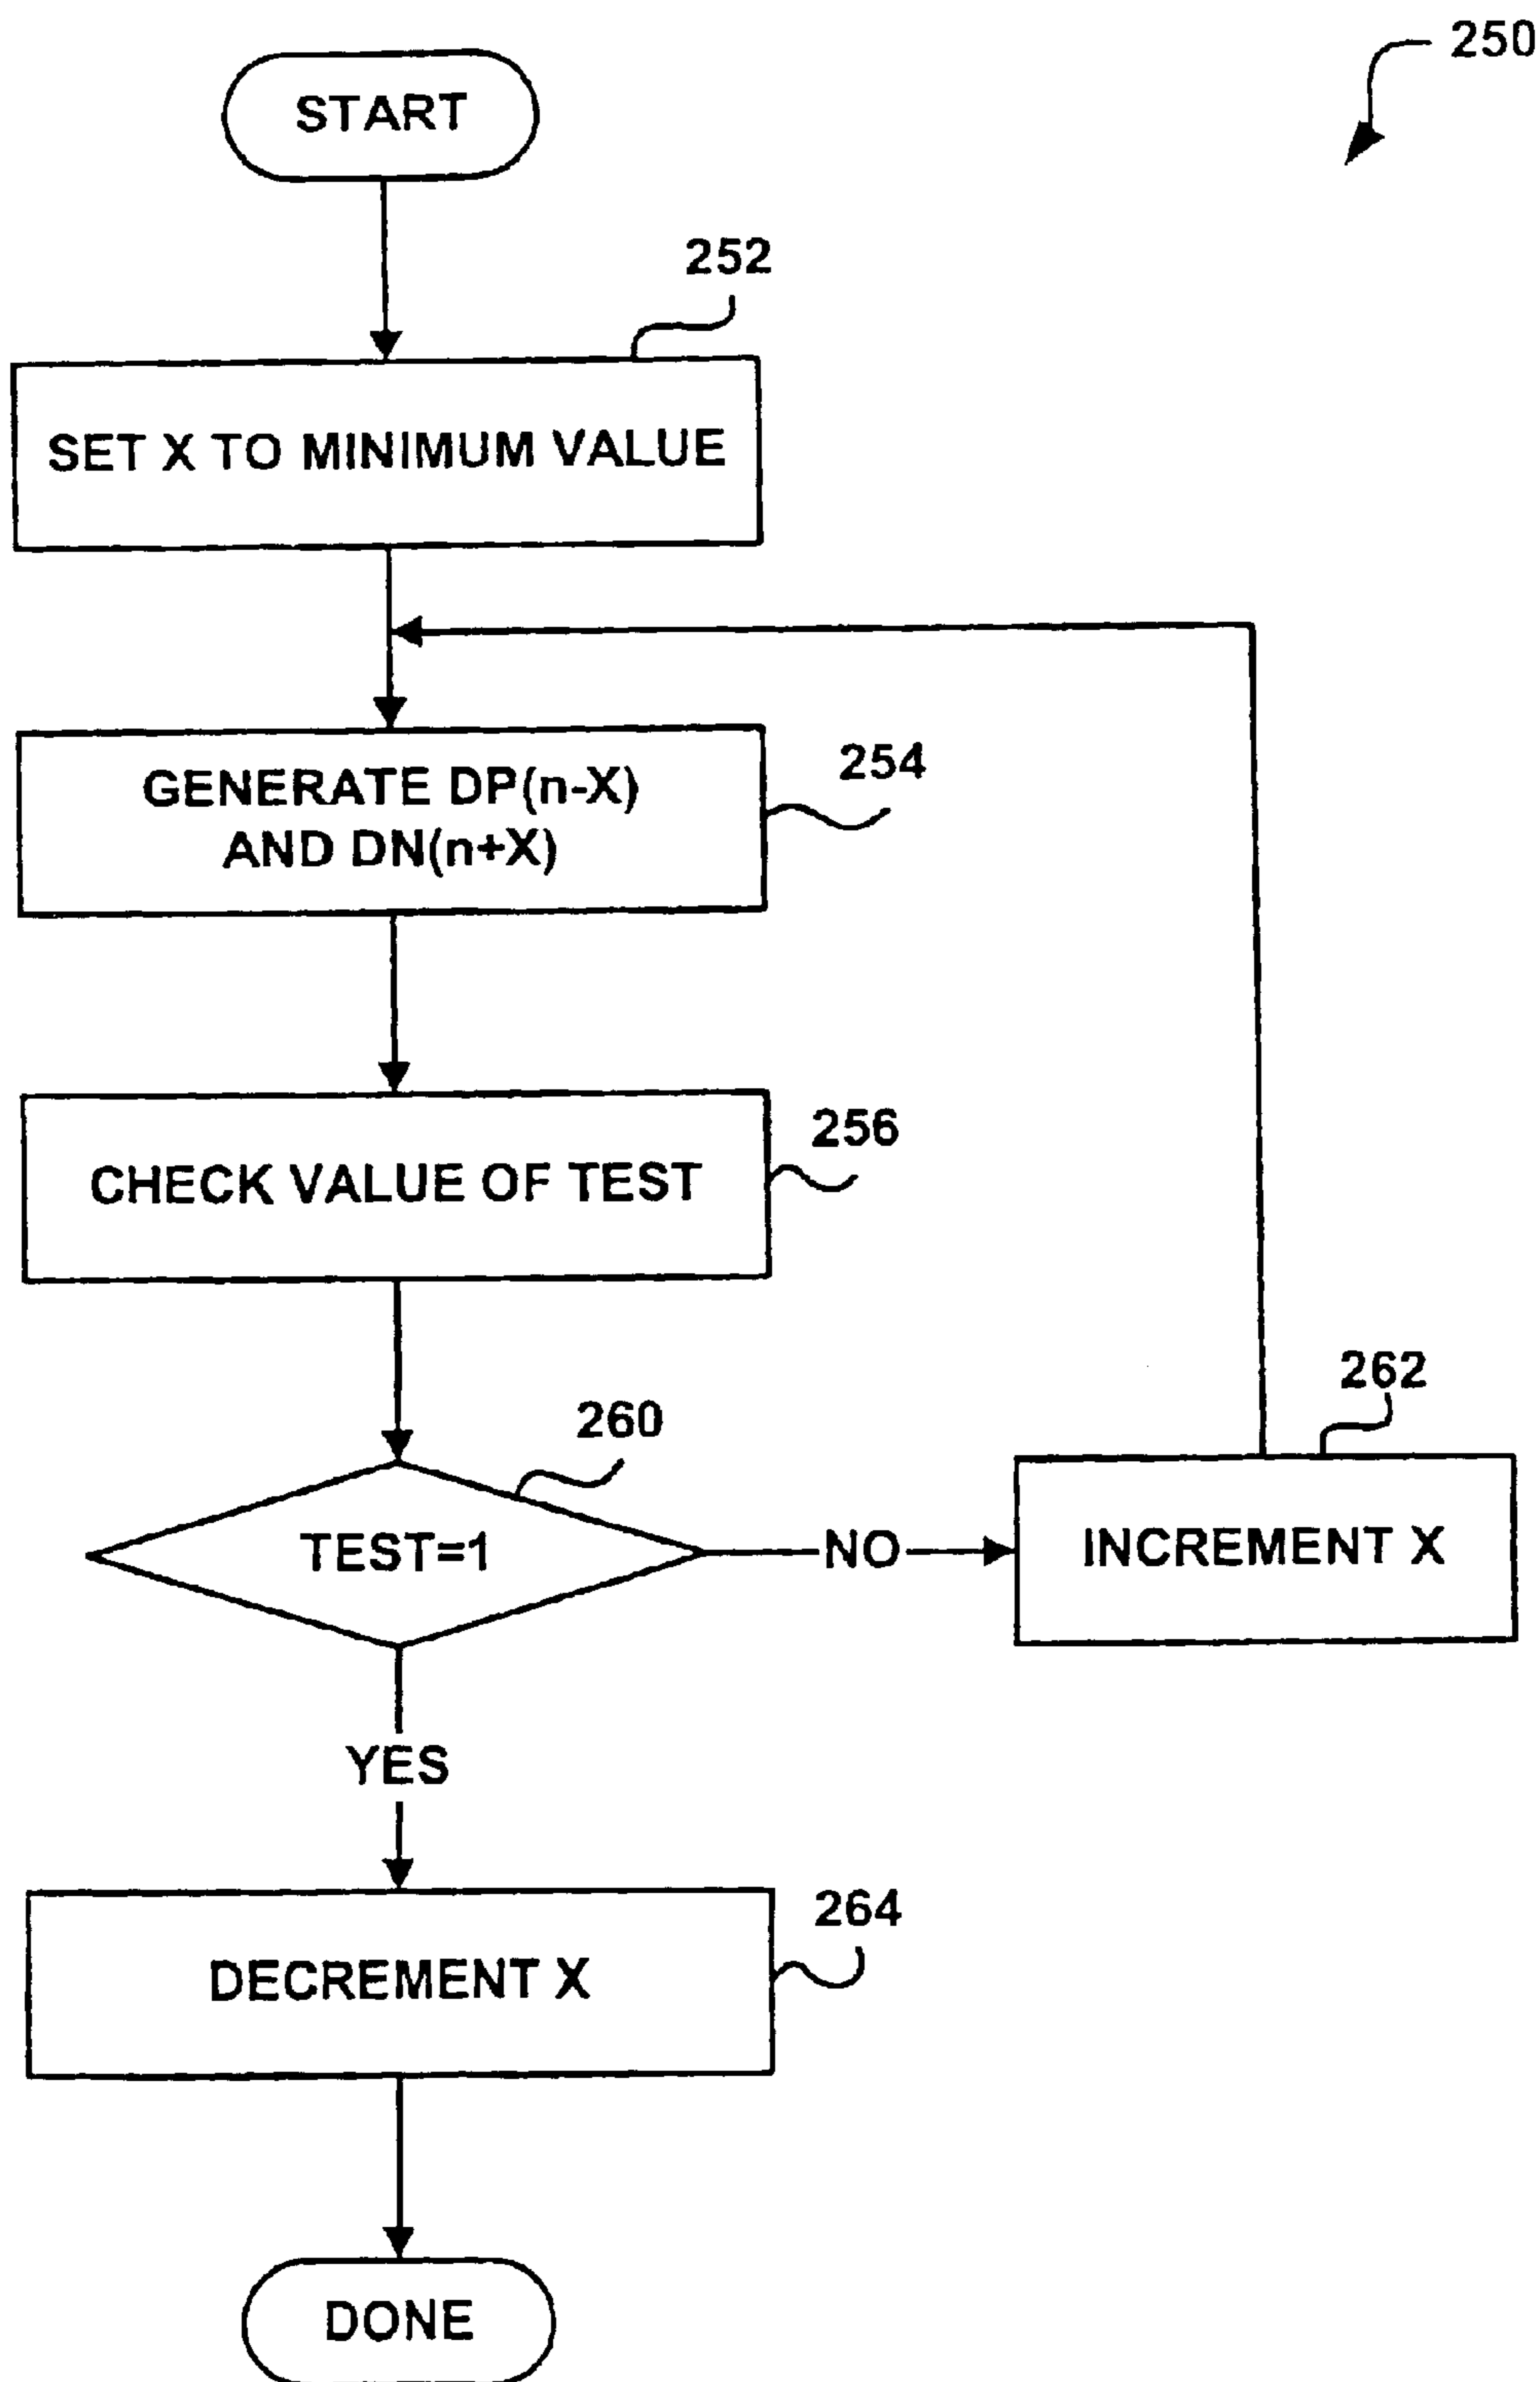 250
START
252
SET X TO MINIMUM VALUE
GENERATE DP(n-X)
AND DN(n+X)
254
CHECK VALUE OF TEST
256
260
TEST=1
NO
262
INCREMENT X
YES
264
DECREMENT X
DONE